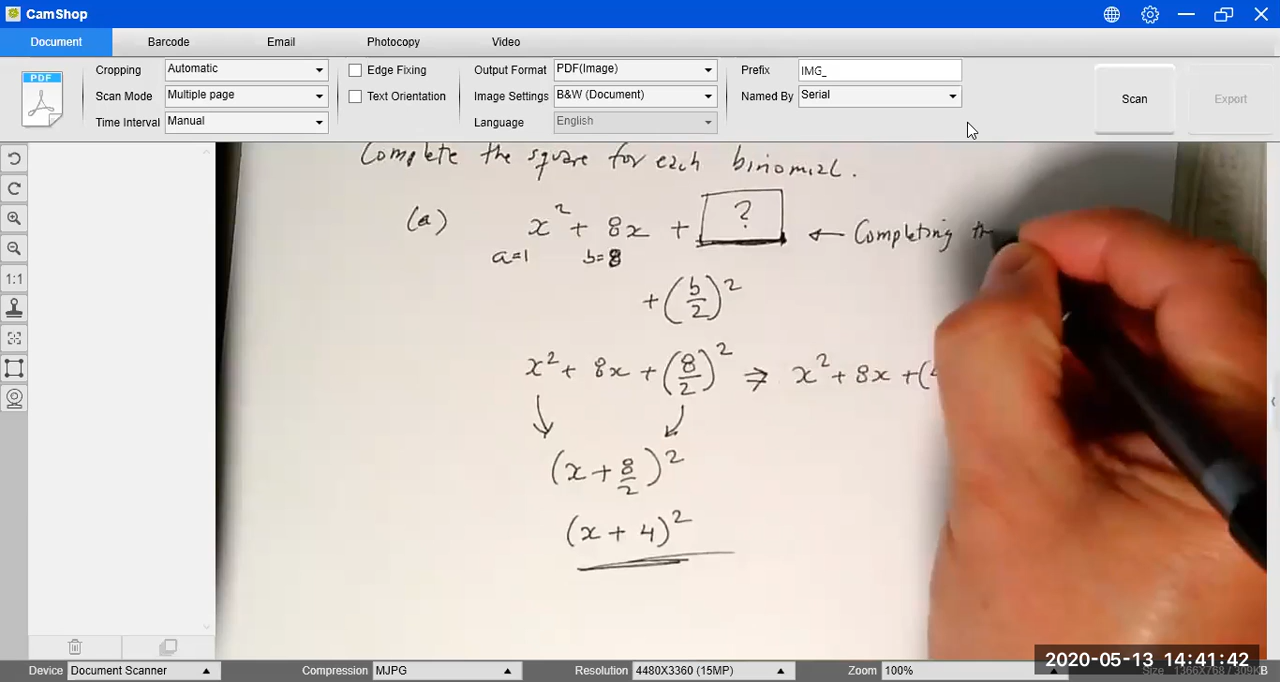 CamShop
Document Barcode Email Photocopy Video
PDF
Cropping Automatic
Edge Fixing
Output Format PDF(Image)
Prefix IMG_
Scan Mode Multiple page
Text Orientation
Image Settings B&W (Document)
Named By Serial
Time Interval Manual
Language English
Scan
Export
1:1
Complete the square for each binomial.
(a) x² + 8x + ? ← Completing th
a=1 b=8
+(b/2)²
x² + 8x + (8/2)² ⇒ x² + 8x + (
(x + 8/2)²
(x + 4)²
Device Document Scanner Compression MJPG Resolution 4480X3360 (15MP) Zoom 100%
2020-05-13 14:41:42